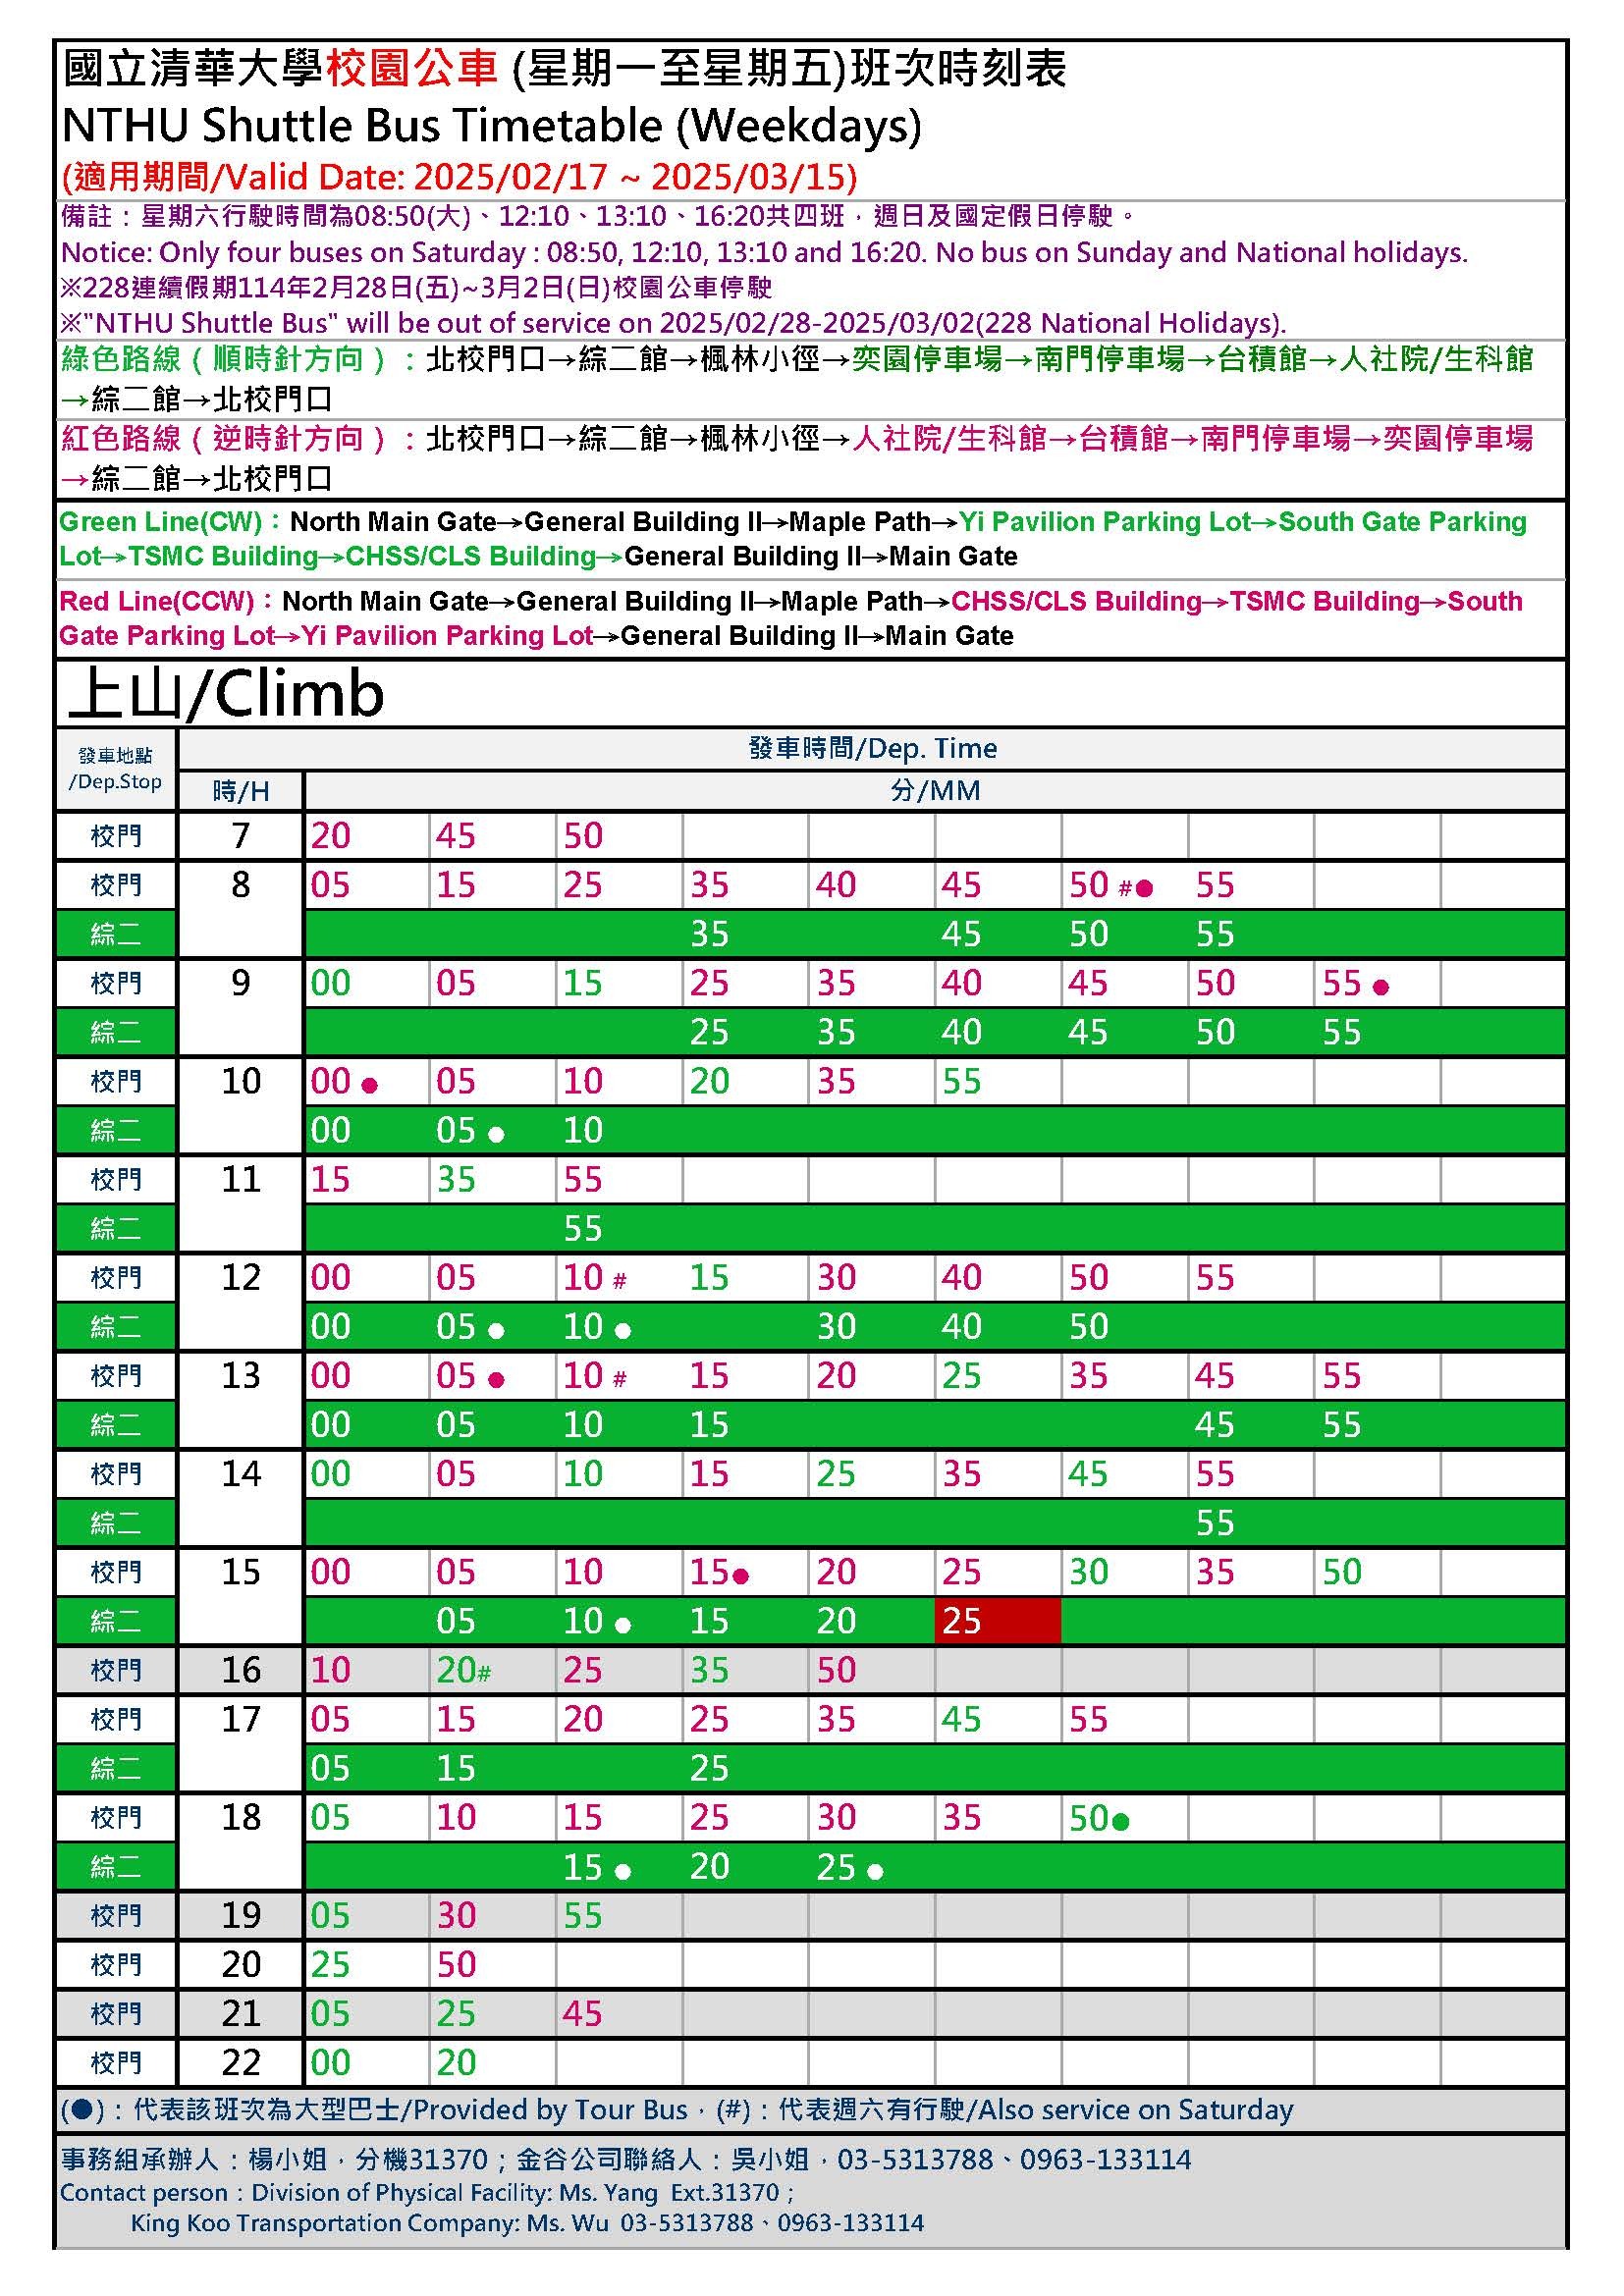 國立清華大學校園公車 (星期一至星期五)班次時刻表
NTHU Shuttle Bus Timetable (Weekdays)
(適用期間/Valid Date: 2025/02/17 ~ 2025/03/15)
備註：星期六行駛時間為08:50(大)、12:10、13:10、16:20共四班，週日及國定假日停駛。
Notice: Only four buses on Saturday : 08:50, 12:10, 13:10 and 16:20. No bus on Sunday and National holidays.
※228連續假期114年2月28日(五)~3月2日(日)校園公車停駛
※"NTHU Shuttle Bus" will be out of service on 2025/02/28-2025/03/02(228 National Holidays).
綠色路線（順時針方向）：北校門口→綜二館→楓林小徑→奕園停車場→南門停車場→台積館→人社院/生科館
→綜二館→北校門口
紅色路線（逆時針方向）：北校門口→綜二館→楓林小徑→人社院/生科館→台積館→南門停車場→奕園停車場
→綜二館→北校門口
Green Line(CW)：North Main Gate→General Building II→Maple Path→Yi Pavilion Parking Lot→South Gate Parking
Lot→TSMC Building→CHSS/CLS Building→General Building II→Main Gate
Red Line(CCW)：North Main Gate→General Building II→Maple Path→CHSS/CLS Building→TSMC Building→South
Gate Parking Lot→Yi Pavilion Parking Lot→General Building II→Main Gate
上山/Climb
發車地點
/Dep.Stop
發車時間/Dep. Time
時/H 分/MM
校門 7 20 45 50
校門 8 05 15 25 35 40 45 50 #● 55
綜二 35 45 50 55
校門 9 00 05 15 25 35 40 45 50 55 ●
綜二 25 35 40 45 50 55
校門 10 00 ● 05 10 20 35 55
綜二 00 05 ● 10
校門 11 15 35 55
綜二 55
校門 12 00 05 10 # 15 30 40 50 55
綜二 00 05 ● 10 ● 30 40 50
校門 13 00 05 ● 10 # 15 20 25 35 45 55
綜二 00 05 10 15 45 55
校門 14 00 05 10 15 25 35 45 55
綜二 55
校門 15 00 05 10 15● 20 25 30 35 50
綜二 05 10 ● 15 20 25
校門 16 10 20# 25 35 50
校門 17 05 15 20 25 35 45 55
綜二 05 15 25
校門 18 05 10 15 25 30 35 50●
綜二 15 ● 20 25 ●
校門 19 05 30 55
校門 20 25 50
校門 21 05 25 45
校門 22 00 20
(●)：代表該班次為大型巴士/Provided by Tour Bus，(#)：代表週六有行駛/Also service on Saturday
事務組承辦人：楊小姐，分機31370；金谷公司聯絡人：吳小姐，03-5313788、0963-133114
Contact person：Division of Physical Facility: Ms. Yang Ext.31370；
King Koo Transportation Company: Ms. Wu 03-5313788、0963-133114